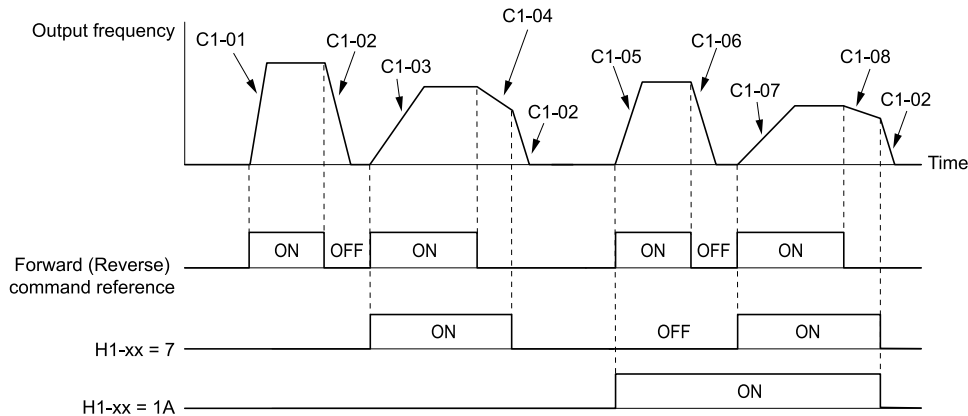 Output frequency
C1-01
C1-02
C1-03
C1-04
C1-02
C1-05
C1-06
C1-07
C1-08
C1-02
Time
Forward (Reverse)
command reference
ON
OFF
ON
ON
OFF
ON
H1-xx = 7
ON
OFF
ON
H1-xx = 1A
ON